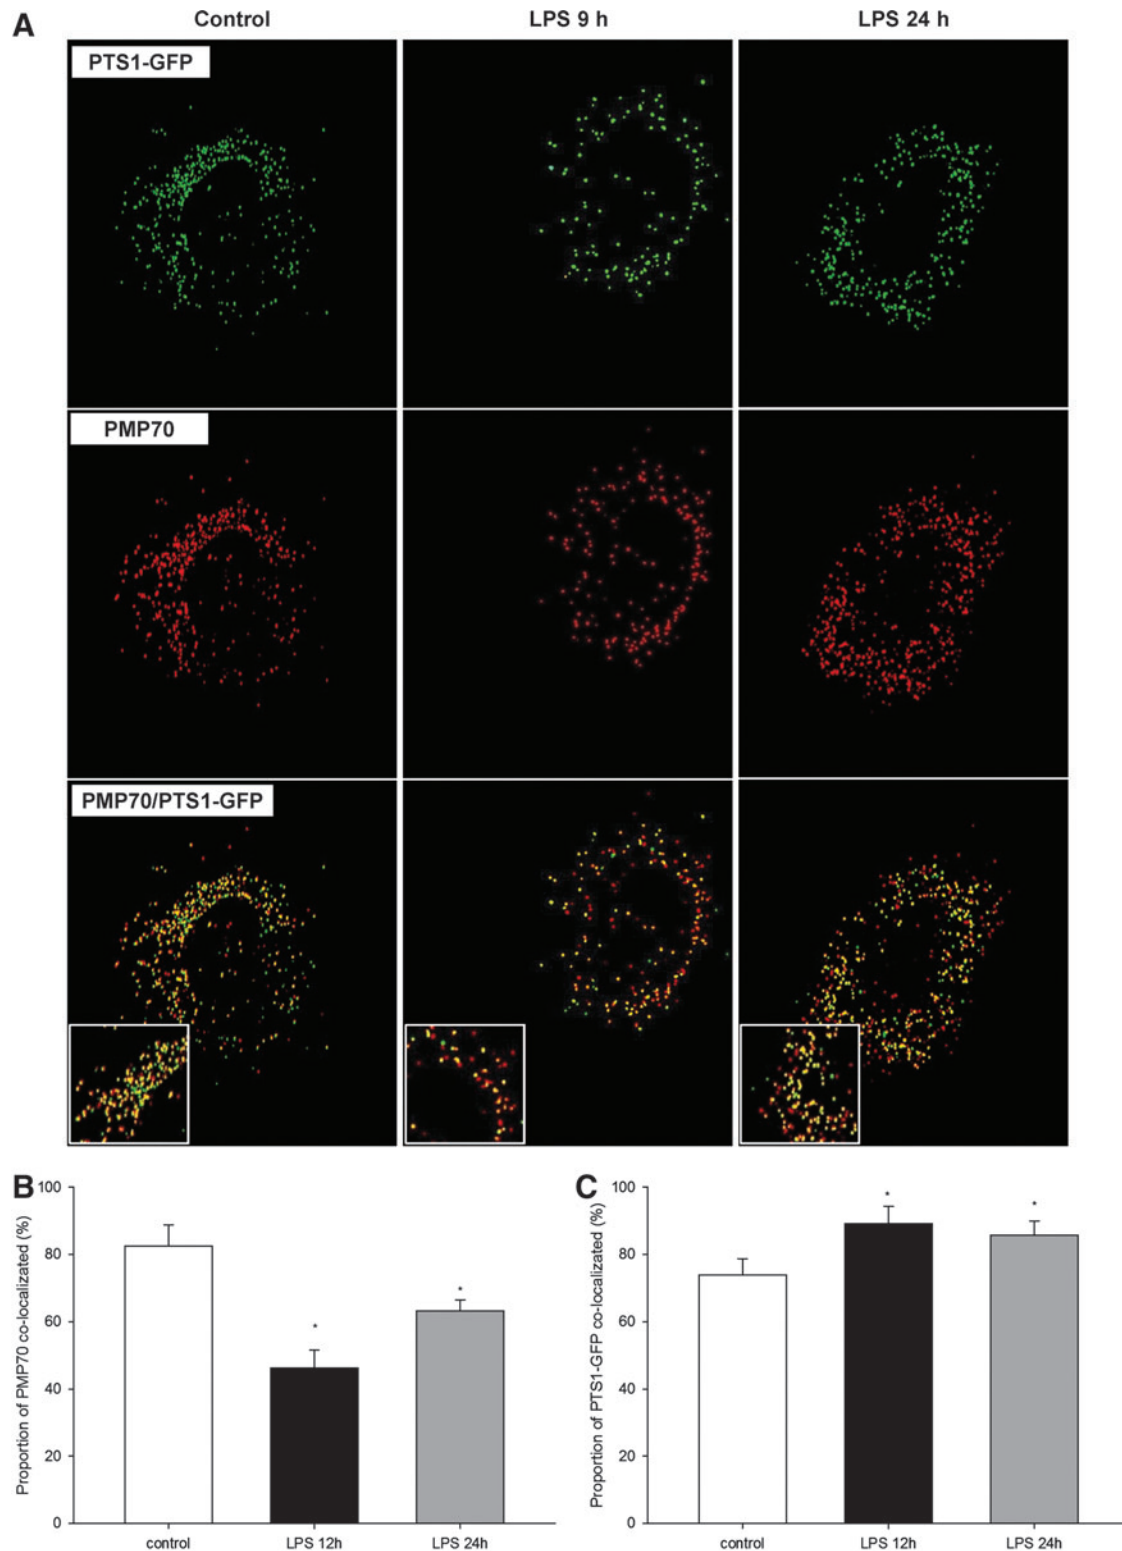 A
Control LPS 9 h LPS 24 h
PTS1-GFP
PMP70
PMP70/PTS1-GFP
B
Proportion of PMP70 co-localizated (%)
100
80
60
40
20
0
*
*
control LPS 12h LPS 24h
C
Proportion of PTS1-GFP co-localizated (%)
100
80
60
40
20
0
*
*
control LPS 12h LPS 24h